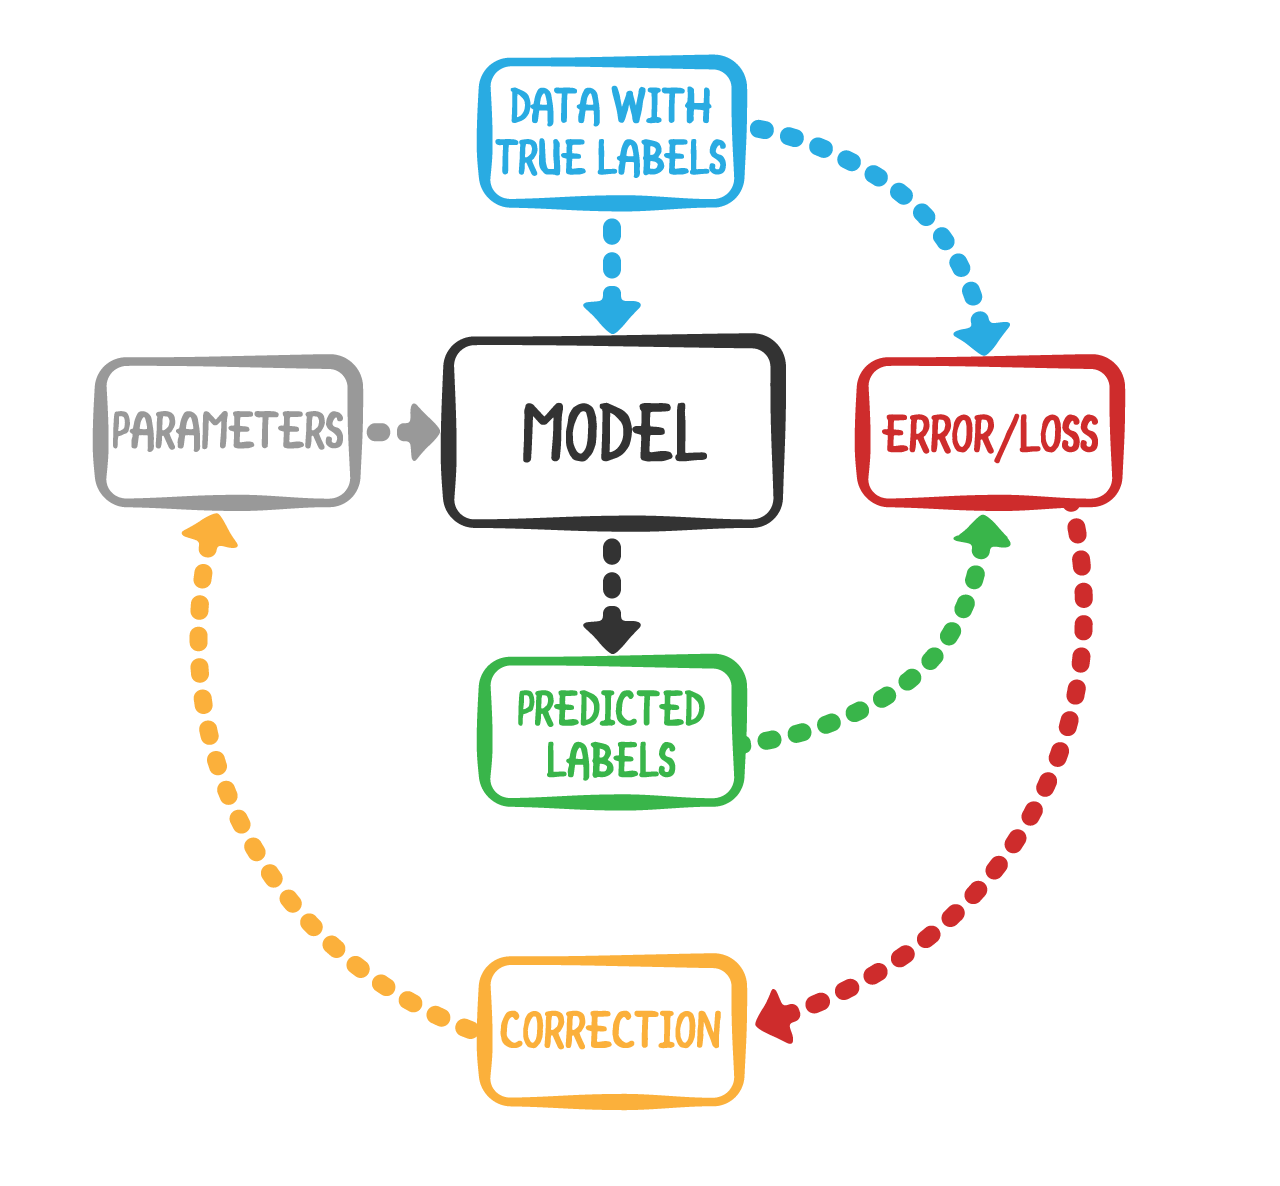 DATA WITH
TRUE LABELS
PARAMETERS
MODEL
ERROR/LOSS
PREDICTED
LABELS
CORRECTION